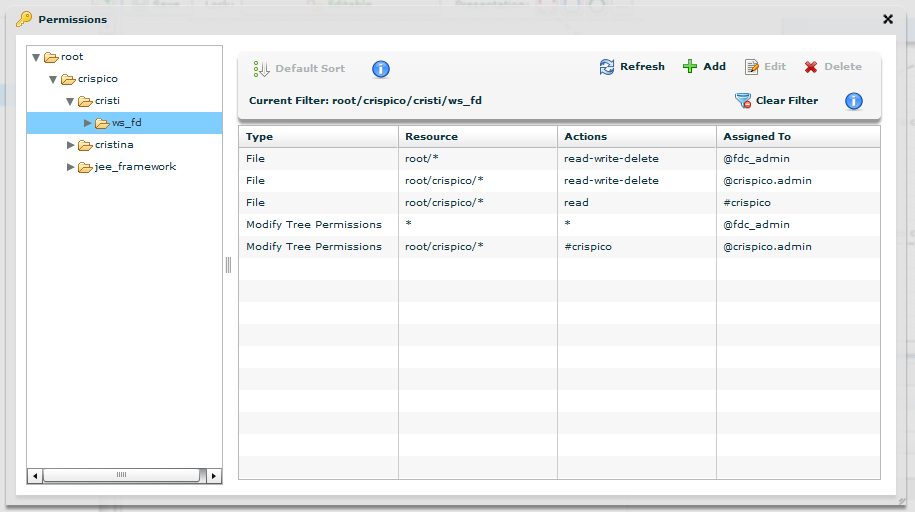 Permissions
root
crispico
cristi
ws_fd
cristina
jee_framework
Default Sort
Refresh Add Edit Delete
Current Filter: root/crispico/cristi/ws_fd
Clear Filter
Type Resource Actions Assigned To
File root/* read-write-delete @fdc_admin
File root/crispico/* read-write-delete @crispico.admin
File root/crispico/* read #crispico
Modify Tree Permissions * * @fdc_admin
Modify Tree Permissions root/crispico/* #crispico @crispico.admin